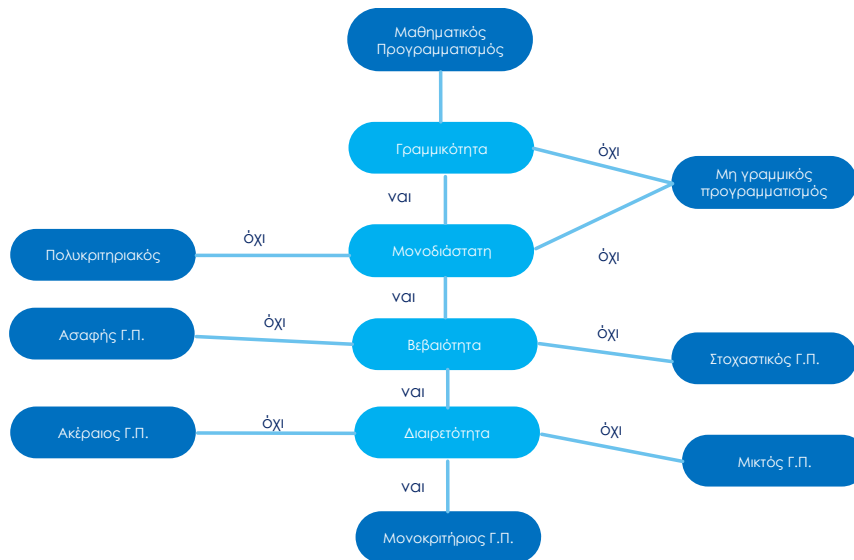 Μαθηματικός
Προγραμματισμός
Γραμμικότητα
όχι
Μη γραμμικός
προγραμματισμός
ναι
Πολυκριτηριακός
όχι
Μονοδιάστατη
όχι
ναι
Ασαφής Γ.Π.
όχι
Βεβαιότητα
όχι
Στοχαστικός Γ.Π.
ναι
Ακέραιος Γ.Π.
όχι
Διαιρετότητα
όχι
Μικτός Γ.Π.
ναι
Μονοκριτήριος Γ.Π.